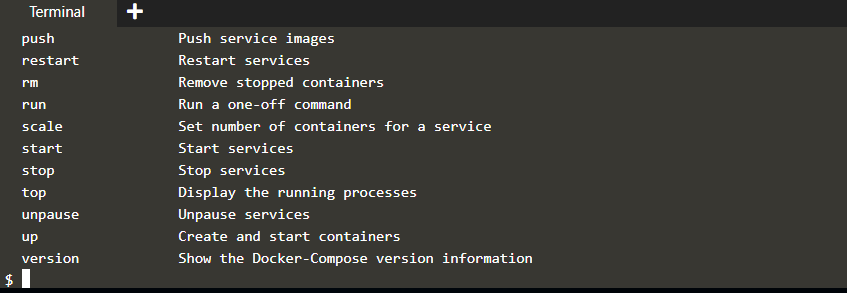 Terminal
push Push service images
restart Restart services
rm Remove stopped containers
run Run a one-off command
scale Set number of containers for a service
start Start services
stop Stop services
top Display the running processes
unpause Unpause services
up Create and start containers
version Show the Docker-Compose version information
$